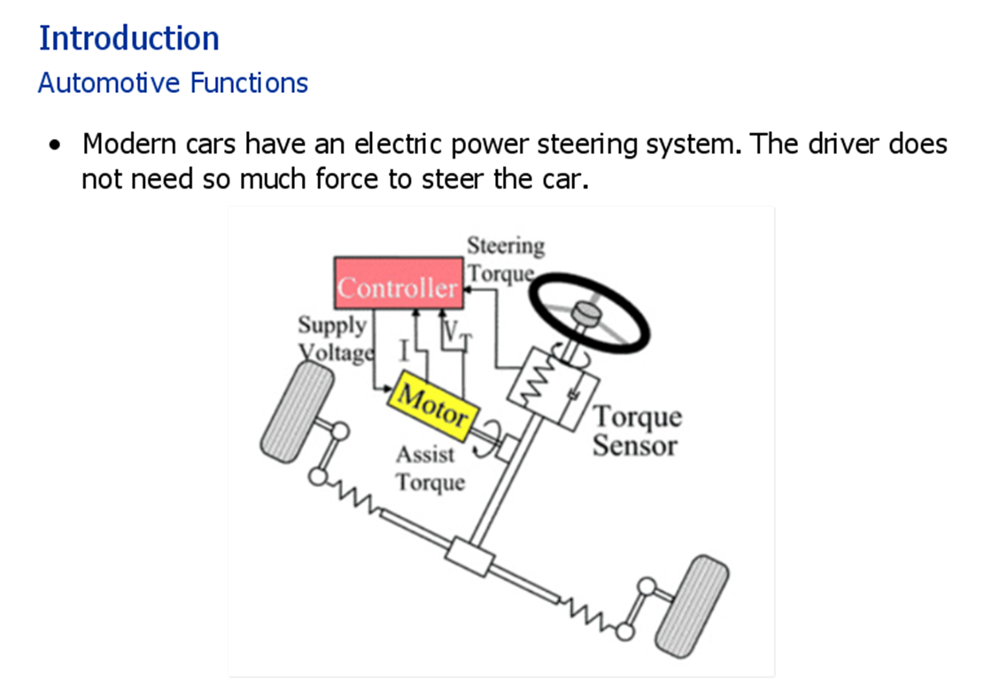 Introduction
Automotive Functions
• Modern cars have an electric power steering system. The driver does
not need so much force to steer the car.
Steering
Torque
Controller
Supply
Voltage
I
VT
Motor
Torque
Sensor
Assist
Torque